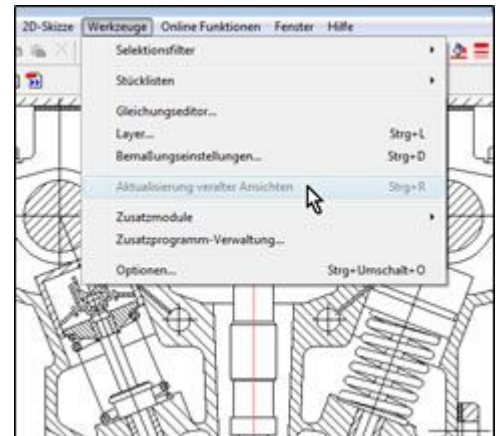 2D-Skizze Werkzeuge Online Funktionen Fenster Hilfe
Selektionsfilter
Stücklisten
Gleichungseditor...
Layer... Strg+L
Bemaßungseinstellungen... Strg+D
Aktualisierung veralter Ansichten Strg+R
Zusatzmodule
Zusatzprogramm-Verwaltung...
Optionen... Strg+Umschalt+O